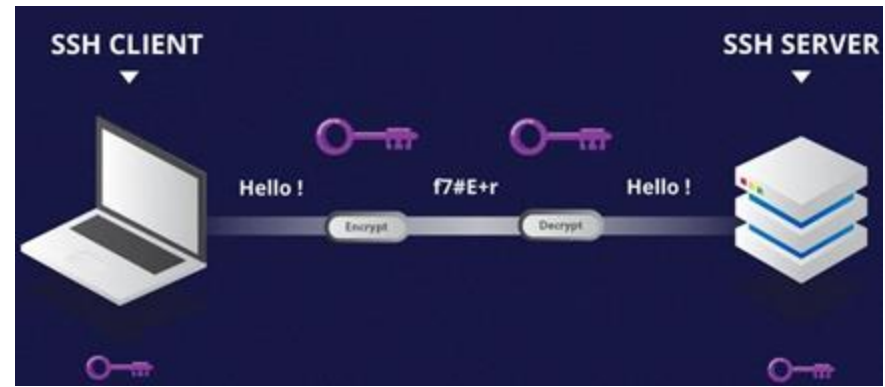 SSH CLIENT
SSH SERVER
Hello !
f7#E+r
Hello !
Encrypt
Decrypt